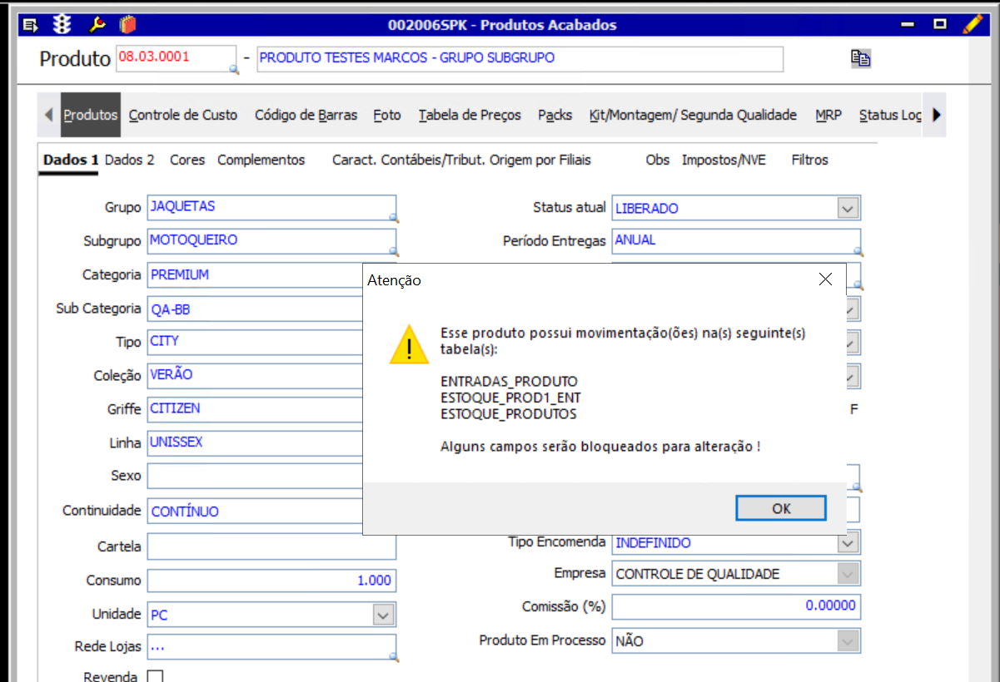 002006SPK - Produtos Acabados
Produto 08.03.0001 - PRODUTO TESTES MARCOS - GRUPO SUBGRUPO
Produtos Controle de Custo Código de Barras Foto Tabela de Preços Packs Kit/Montagem/ Segunda Qualidade MRP Status Log
Dados 1 Dados 2 Cores Complementos Caract. Contábeis/Tribut. Origem por Filiais Obs Impostos/NVE Filtros
Grupo JAQUETAS Status atual LIBERADO
Subgrupo MOTOQUEIRO Período Entregas ANUAL
Categoria PREMIUM
Sub Categoria QA-BB
Tipo CITY
Coleção VERÃO
Griffe CITIZEN F
Linha UNISSEX
Sexo
Continuidade CONTÍNUO
Atenção
Esse produto possui movimentação(ões) na(s) seguinte(s)
tabela(s):
ENTRADAS_PRODUTO
ESTOQUE_PROD1_ENT
ESTOQUE_PRODUTOS
Alguns campos serão bloqueados para alteração !
OK
Cartela Tipo Encomenda INDEFINIDO
Consumo 1.000 Empresa CONTROLE DE QUALIDADE
Unidade PC Comissão (%) 0.00000
Rede Lojas ... Produto Em Processo NÃO
Revenda